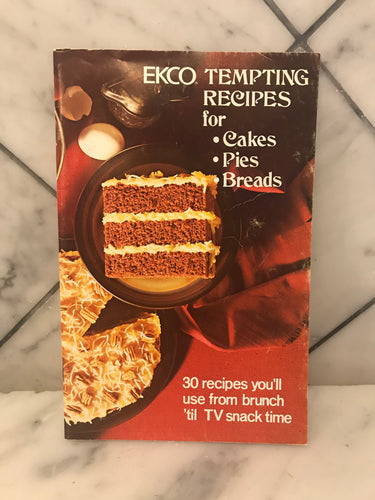 EKCO TEMPTING
RECIPES
for
• Cakes
• Pies
• Breads
30 recipes you'll
use from brunch
'til TV snack time